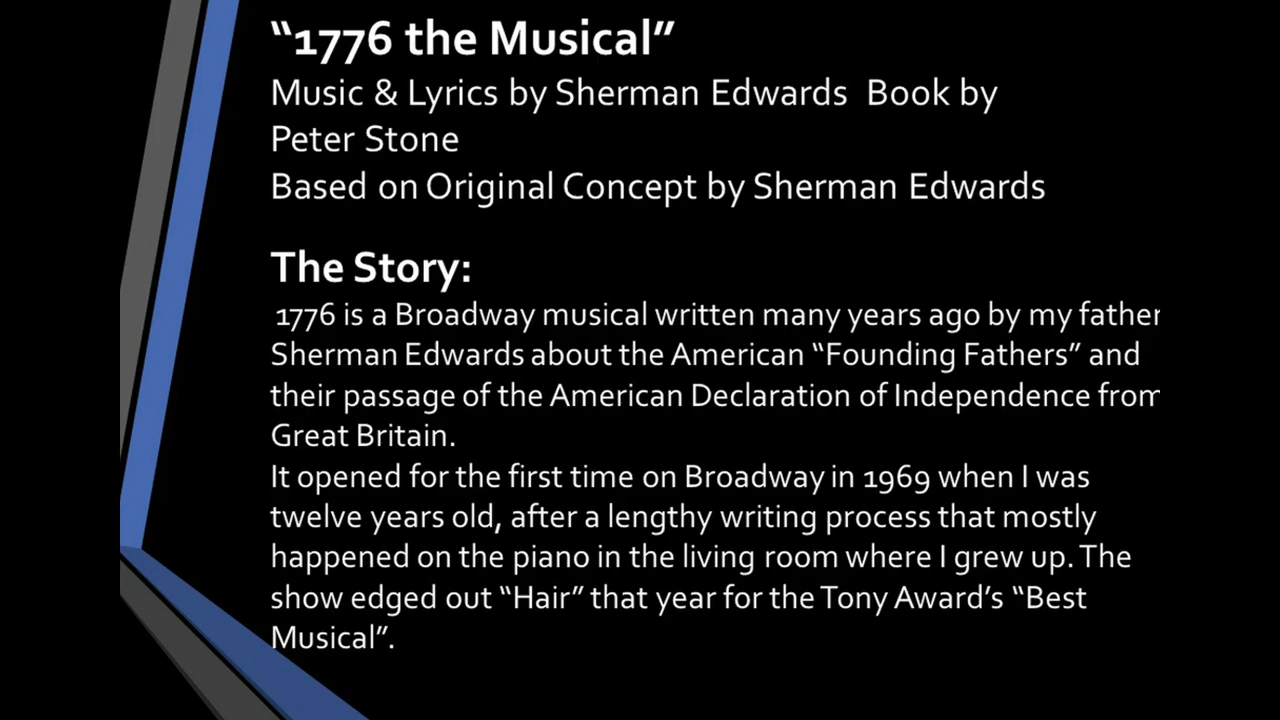 “1776 the Musical”
Music & Lyrics by Sherman Edwards  Book by
Peter Stone
Based on Original Concept by Sherman Edwards
The Story:
1776 is a Broadway musical written many years ago by my father
Sherman Edwards about the American “Founding Fathers” and
their passage of the American Declaration of Independence from
Great Britain.
It opened for the first time on Broadway in 1969 when I was
twelve years old, after a lengthy writing process that mostly
happened on the piano in the living room where I grew up. The
show edged out “Hair” that year for the Tony Award’s “Best
Musical”.